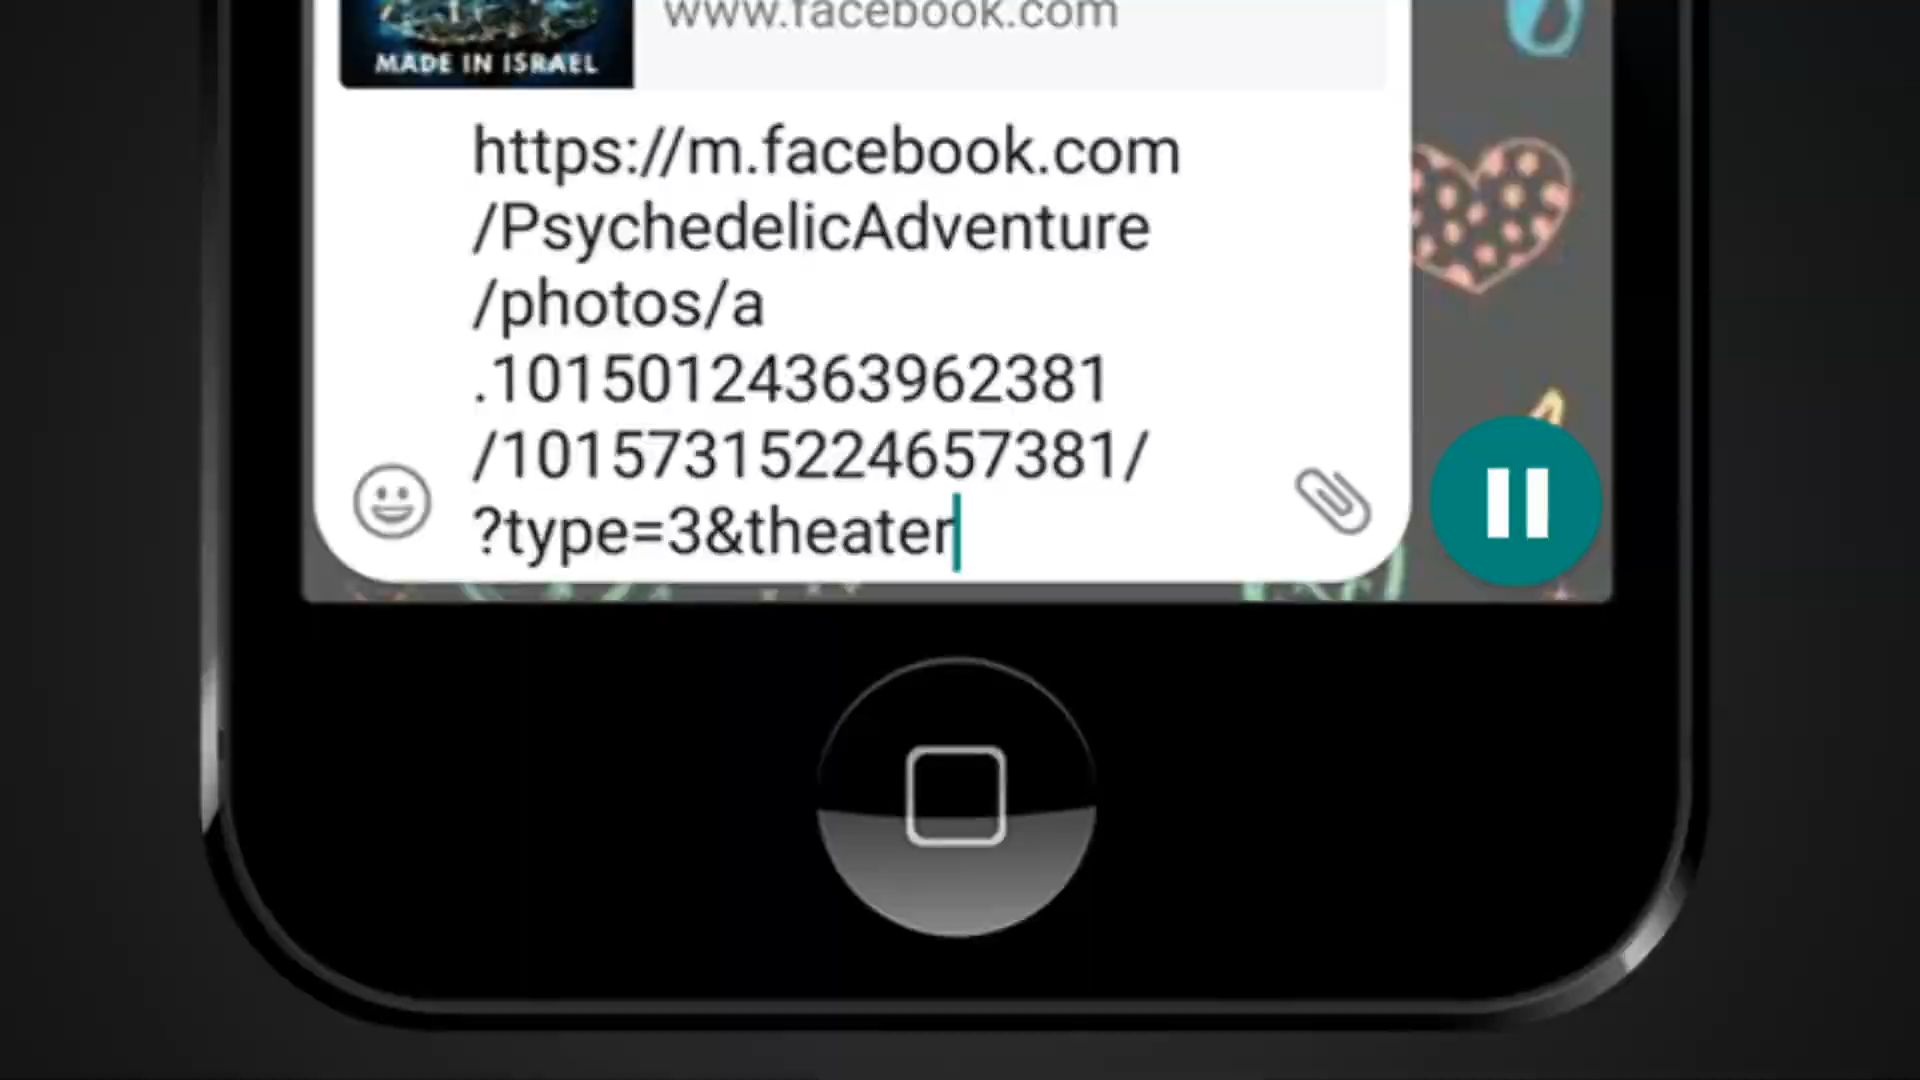 www.facebook.com
MADE IN ISRAEL
https://m.facebook.com
/PsychedelicAdventure
/photos/a
.10150124363962381
/10157315224657381/
?type=3&theater